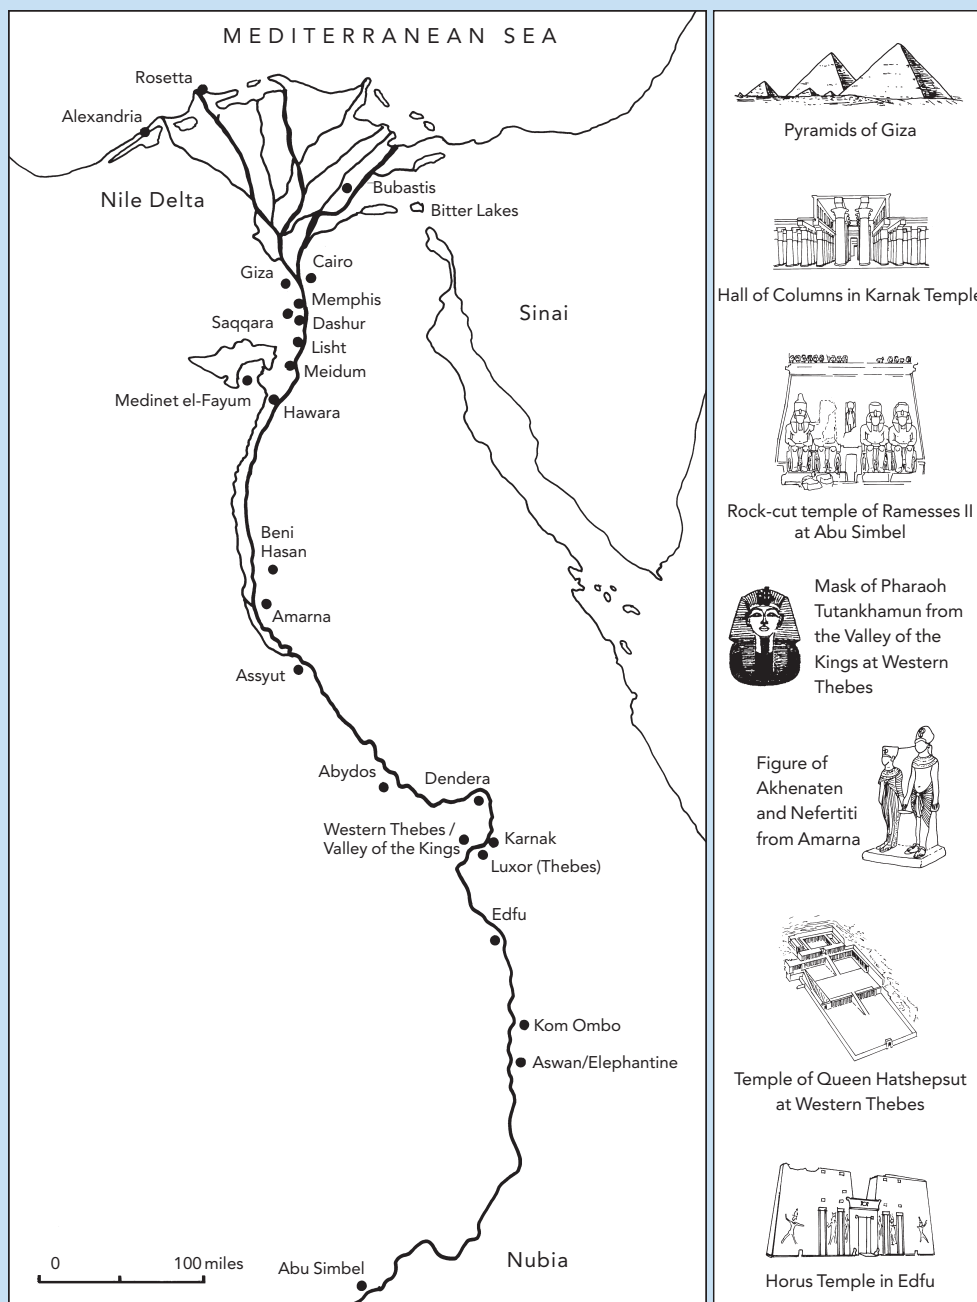 MEDITERRANEAN SEA
Rosetta
Alexandria
Nile Delta
Bubastis
Bitter Lakes
Giza
Cairo
Memphis
Saqqara
Dashur
Sinai
Lisht
Meidum
Medinet el-Fayum
Hawara
Beni
Hasan
Amarna
Assyut
Abydos
Dendera
Western Thebes /
Valley of the Kings
Karnak
Luxor (Thebes)
Edfu
Kom Ombo
Aswan/Elephantine
Nubia
Abu Simbel
0 100 miles
Pyramids of Giza
Hall of Columns in Karnak Temple
Rock-cut temple of Ramesses II
at Abu Simbel
Mask of Pharaoh
Tutankhamun from
the Valley of the
Kings at Western
Thebes
Figure of
Akhenaten
and Nefertiti
from Amarna
Temple of Queen Hatshepsut
at Western Thebes
Horus Temple in Edfu